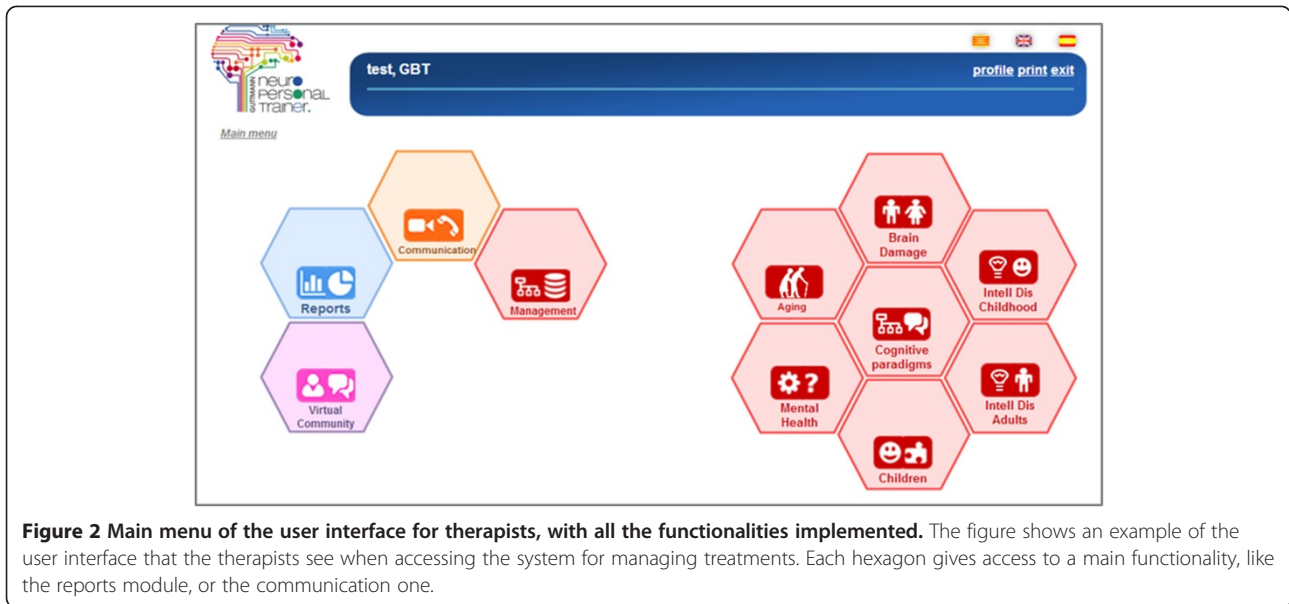 GUTTMANN
neuro
PERSONAL
TRAINER.
test, GBT
profile print exit
Main menu
Communication
Reports
Management
Virtual
Community
Brain
Damage
Aging
Intell Dis
Childhood
Cognitive
paradigms
Mental
Health
Intell Dis
Adults
Children
Figure 2 Main menu of the user interface for therapists, with all the functionalities implemented. The figure shows an example of the
user interface that the therapists see when accessing the system for managing treatments. Each hexagon gives access to a main functionality, like
the reports module, or the communication one.